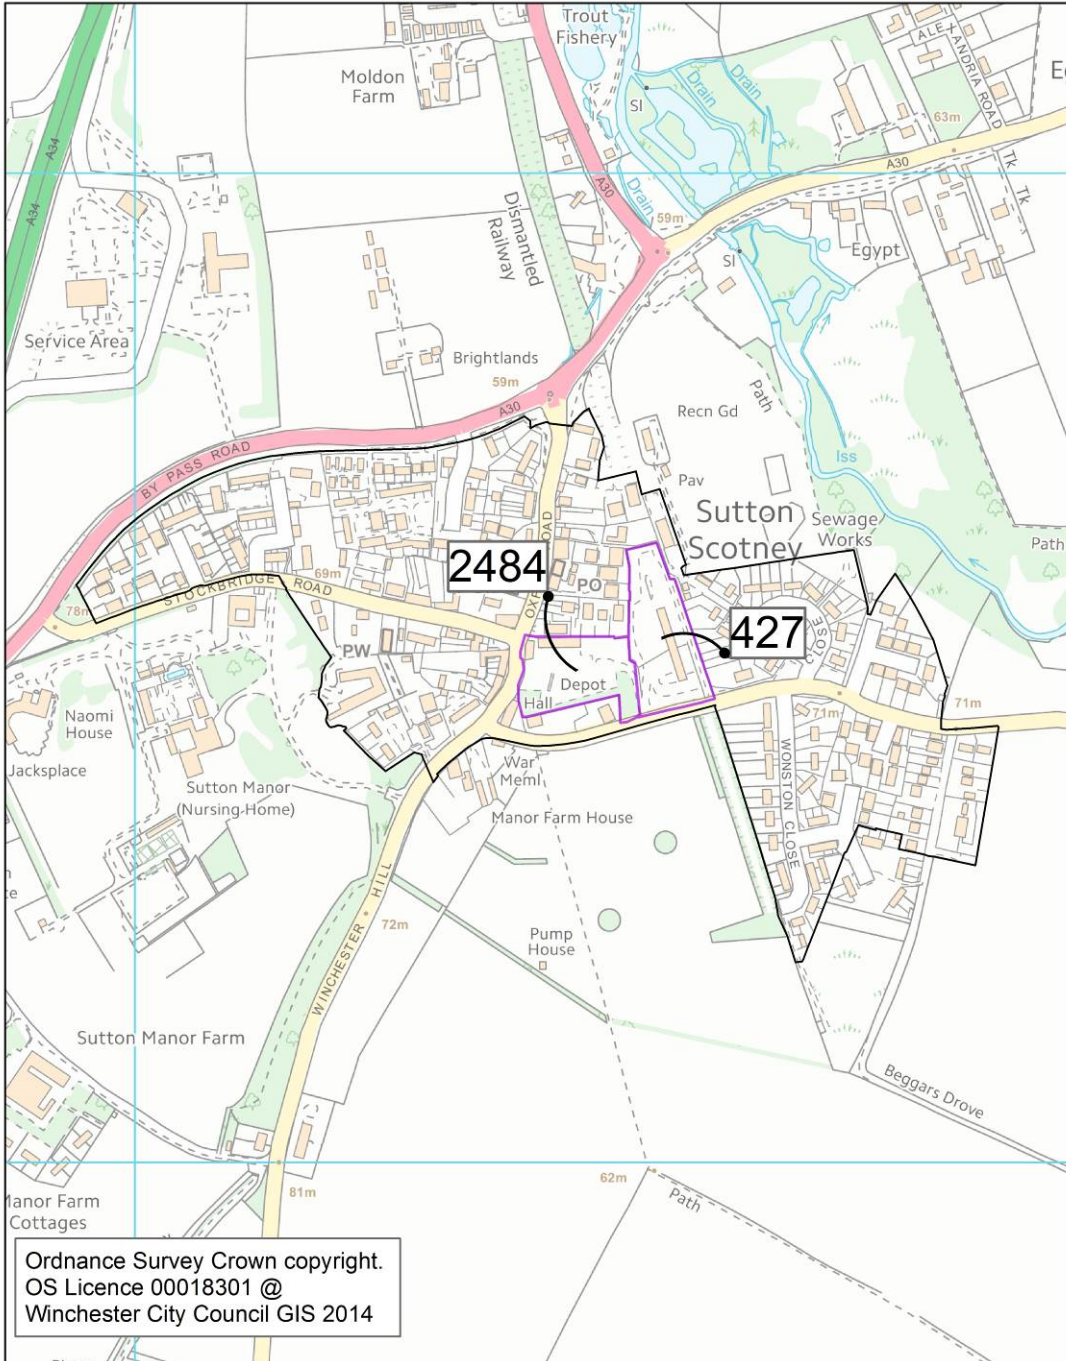 Trout
Fishery
ALEXANDRIA ROAD
Moldon
Farm
Drain
Drain
SI
63m
A34
A30
Tk
Tk
A34
A30
Drain
59m
Dismantled
Railway
SI
Egypt
Service Area
Brightlands
59m
A30
Path
Recn Gd
BY PASS ROAD
Iss
Pav
Sutton
Scotney
Sewage
Works
Path
2484
PO
69m
STOCKBRIDGE ROAD
78m
427
PW
Depot
Hall
Naomi
House
71m
71m
Jacksplace
War
Meml
Sutton Manor
(Nursing Home)
Manor Farm House
WONSTON CLOSE
WINCHESTER HILL
72m
Pump
House
Sutton Manor Farm
Beggars Drove
62m
81m
Path
Manor Farm
Cottages
Ordnance Survey Crown copyright.
OS Licence 00018301 @
Winchester City Council GIS 2014